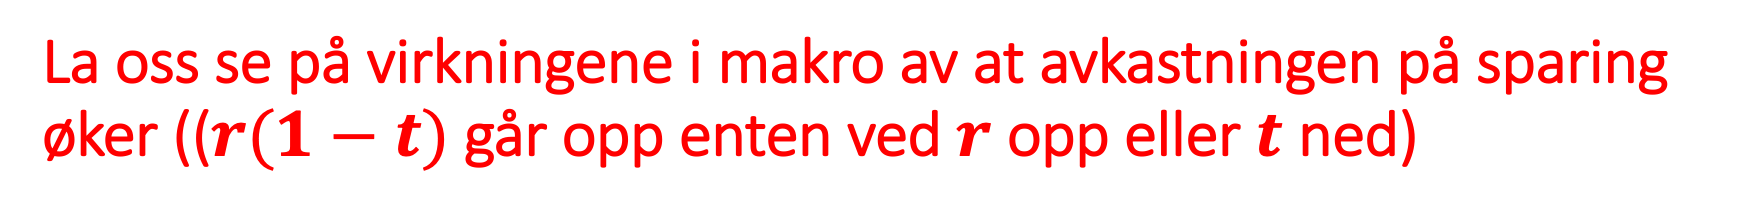 La oss se på virkningene i makro av at avkastningen på sparing
øker ((r(1 − t) går opp enten ved r opp eller t ned)